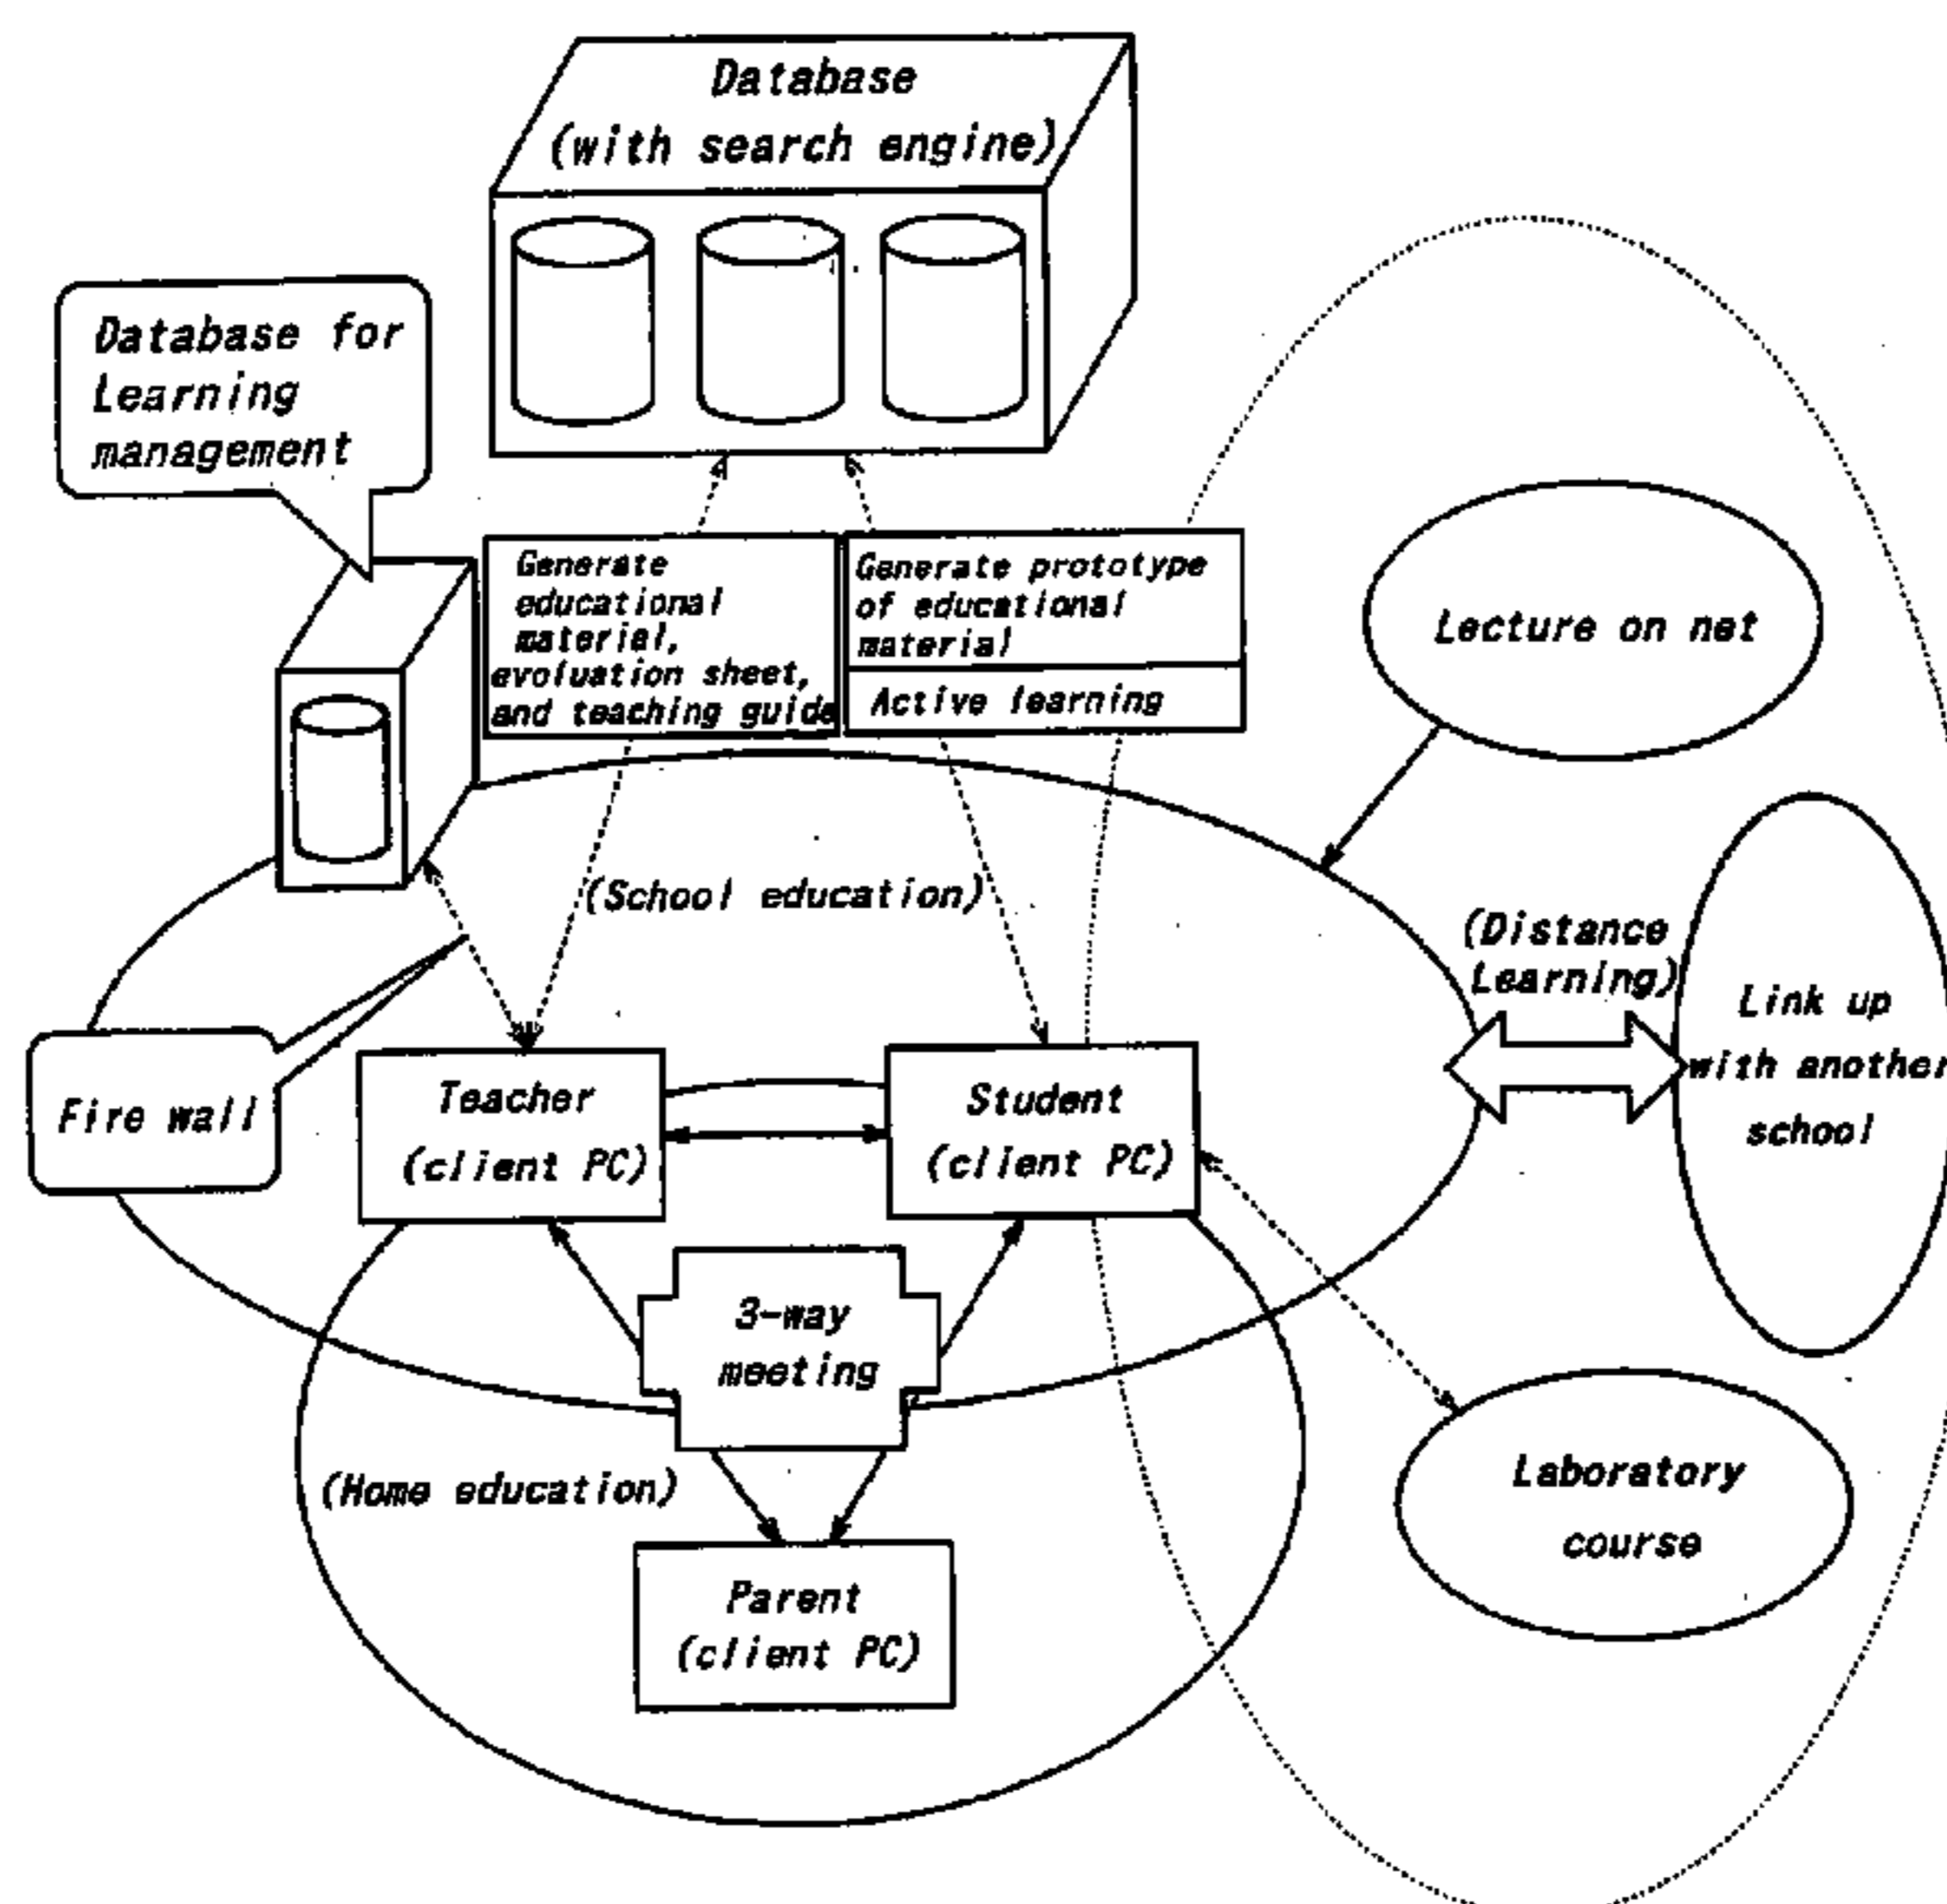 Database
(with search engine)
Database for
Learning
management
Generate
educational
material,
evoluation sheet,
and teaching guide
Generate prototype
of educational
material
Active learning
Lecture on net
(School education)
(Distance
Learning)
Link up
with another
school
Fire wall
Teacher
(client PC)
Student
(client PC)
3-way
meeting
(Home education)
Laboratory
course
Parent
(client PC)